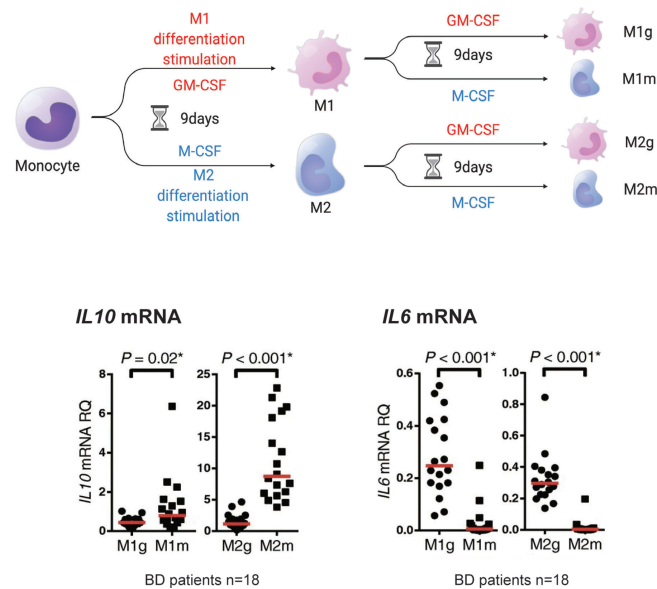 M1
differentiation
stimulation
GM-CSF
9days
M-CSF
M2
differentiation
stimulation
Monocyte
M1
M2
GM-CSF
9days
M-CSF
GM-CSF
9days
M-CSF
M1g
M1m
M2g
M2m
IL10 mRNA
P = 0.02*
P < 0.001*
IL10 mRNA RQ
8
6
4
2
0
M1g M1m
25
20
15
10
5
0
M2g M2m
BD patients n=18
IL6 mRNA
P < 0.001*
P < 0.001*
IL6 mRNA RQ
0.6
0.4
0.2
0.0
M1g M1m
1.0
0.8
0.6
0.4
0.2
0.0
M2g M2m
BD patients n=18